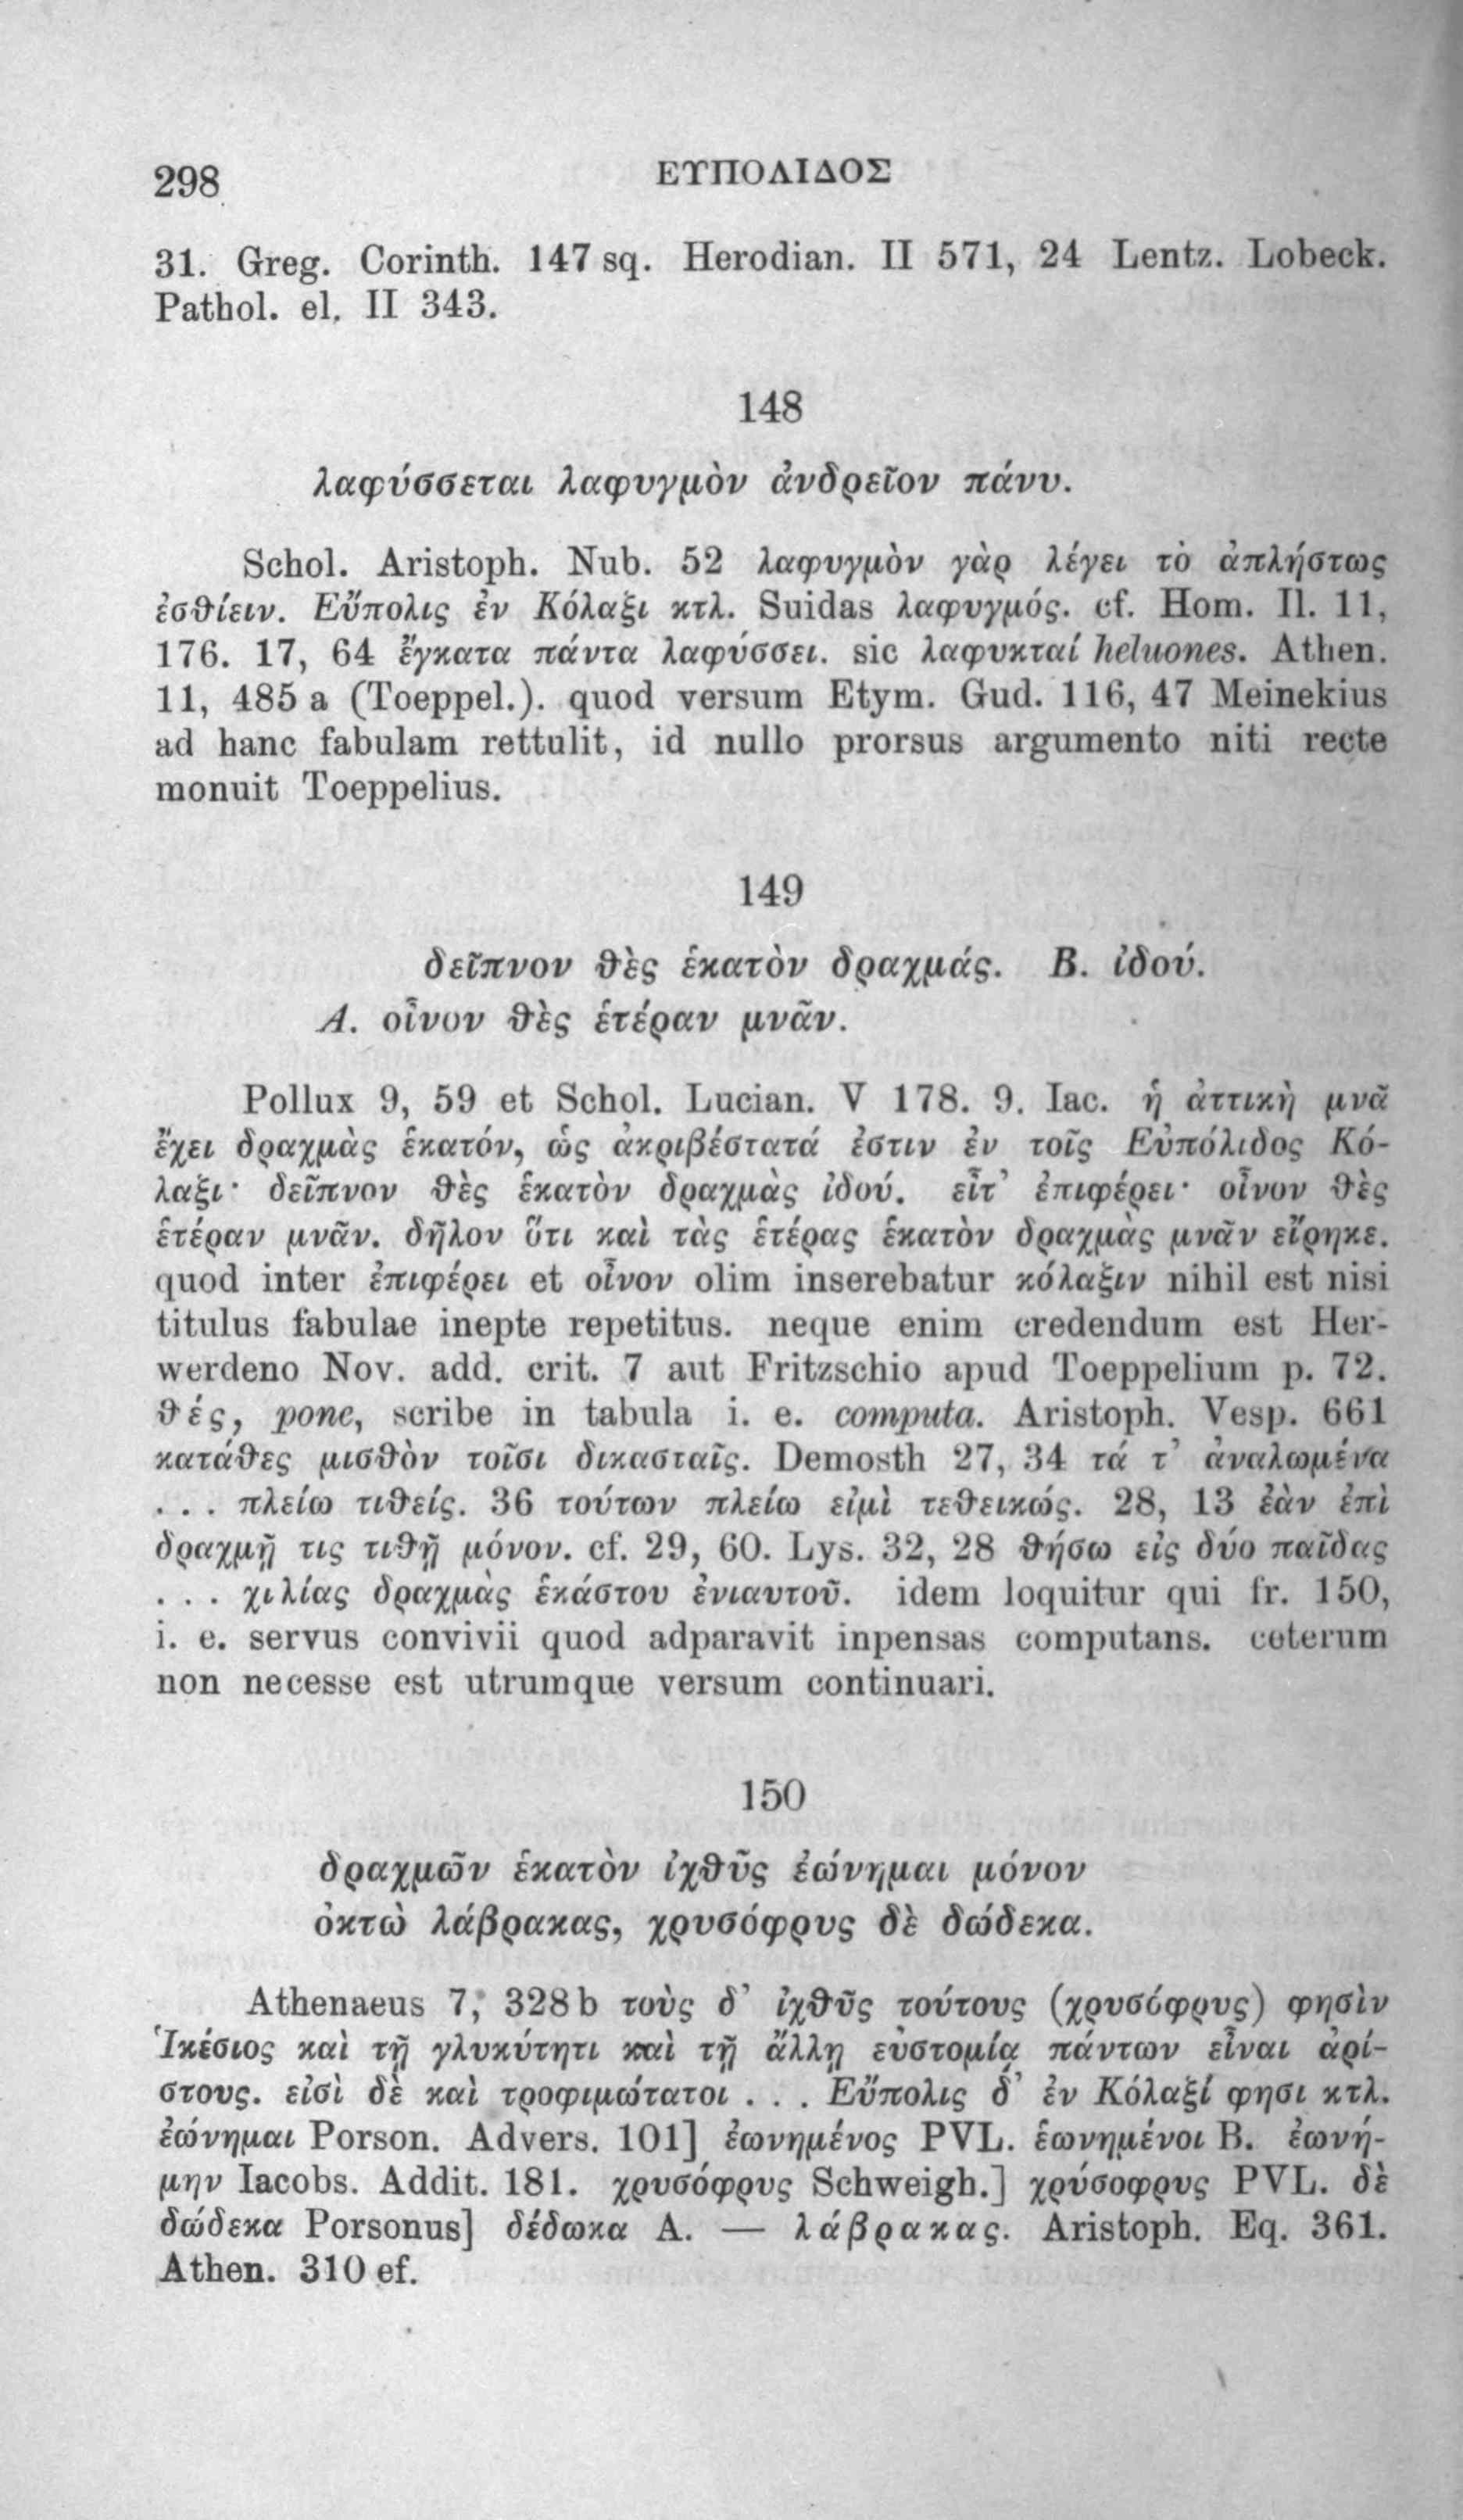 298
ΕΥΠΟΛΙΔΟΣ
31. Greg. Corinth. 147 sq. Herodian. II 571, 24 Lentz. Lobeck.
Pathol. el. II 343.
148
λαφύσσεται λαφυγμὸν ἀνδρεῖον πάνυ.
Schol. Aristoph. Nub. 52 λαφυγμὸν γὰρ λέγει τὸ ἀπλήστως
ἐσθίειν. Εὔπολις ἐν Κόλαξι κτλ. Suidas λαφυγμός. cf. Hom. Il. 11,
176. 17, 64 ἔγκατα πάντα λαφύσσει. sic λαφυκταί heluones. Athen.
11, 485 a (Toeppel.). quod versum Etym. Gud. 116, 47 Meinekius
ad hanc fabulam rettulit, id nullo prorsus argumento niti recte
monuit Toeppelius.
149
δεῖπνον θὲς ἑκατὸν δραχμάς. Β. ἰδού.
Α. οἶνον θὲς ἑτέραν μνᾶν.
Pollux 9, 59 et Schol. Lucian. V 178. 9. Iac. ἡ ἀττικὴ μνᾶ
ἔχει δραχμὰς ἑκατόν, ὡς ἀκριβέστατά ἐστιν ἐν τοῖς Εὐπόλιδος Κό-
λαξι· δεῖπνον θὲς ἑκατὸν δραχμὰς ἰδού. εἶτ’ ἐπιφέρει· οἶνον θὲς
ἑτέραν μνᾶν. δῆλον ὅτι καὶ τὰς ἑτέρας ἑκατὸν δραχμὰς μνᾶν εἴρηκε.
quod inter ἐπιφέρει et οἶνον olim inserebatur κόλαξιν nihil est nisi
titulus fabulae inepte repetitus. neque enim credendum est Her-
werdeno Nov. add. crit. 7 aut Fritzschio apud Toeppelium p. 72.
θές, pone, scribe in tabula i. e. computa. Aristoph. Vesp. 661
κατάθες μισθὸν τοῖσι δικασταῖς. Demosth 27, 34 τά τ’ ἀναλωμένα
. . . πλείω τιθείς. 36 τούτων πλείω εἰμὶ τεθεικώς. 28, 13 ἐὰν ἐπὶ
δραχμῇ τις τιθῇ μόνον. cf. 29, 60. Lys. 32, 28 θήσω εἰς δύο παῖδας
. . . χιλίας δραχμὰς ἑκάστου ἐνιαυτοῦ. idem loquitur qui fr. 150,
i. e. servus convivii quod adparavit inpensas computans. ceterum
non necesse est utrumque versum continuari.
150
δραχμῶν ἑκατὸν ἰχθῦς ἐώνημαι μόνον
ὀκτὼ λάβρακας, χρυσόφρυς δὲ δώδεκα.
Athenaeus 7, 328 b τοὺς δ’ ἰχθῦς τούτους (χρυσόφρυς) φησὶν
Ἱκέσιος καὶ τῇ γλυκύτητι καὶ τῇ ἄλλῃ εὐστομίᾳ πάντων εἶναι ἀρί-
στους. εἰσὶ δὲ καὶ τροφιμώτατοι . . . Εὔπολις δ’ ἐν Κόλαξί φησι κτλ.
ἐώνημαι Porson. Advers. 101] ἐωνημένος PVL. ἑωνημένοι B. ἐωνή-
μην Iacobs. Addit. 181. χρυσόφρυς Schweigh.] χρύσοφρυς PVL. δὲ
δώδεκα Porsonus] δέδωκα A. — λάβρακας. Aristoph. Eq. 361.
Athen. 310 ef.